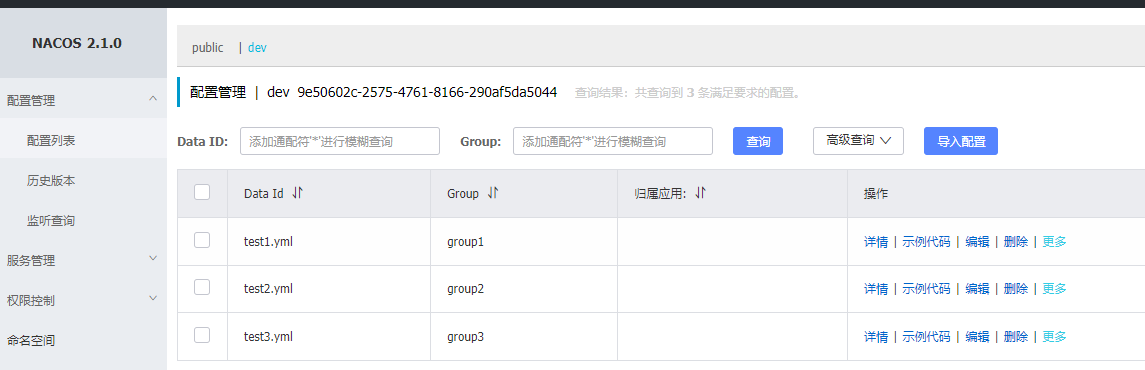 NACOS 2.1.0
配置管理
配置列表
历史版本
监听查询
服务管理
权限控制
命名空间
public | dev
配置管理 | dev 9e50602c-2575-4761-8166-290af5da5044 查询结果：共查询到 3 条满足要求的配置。
Data ID: 添加通配符'*'进行模糊查询 Group: 添加通配符'*'进行模糊查询 查询 高级查询 导入配置
Data Id Group 归属应用: 操作
test1.yml group1 详情 | 示例代码 | 编辑 | 删除 | 更多
test2.yml group2 详情 | 示例代码 | 编辑 | 删除 | 更多
test3.yml group3 详情 | 示例代码 | 编辑 | 删除 | 更多